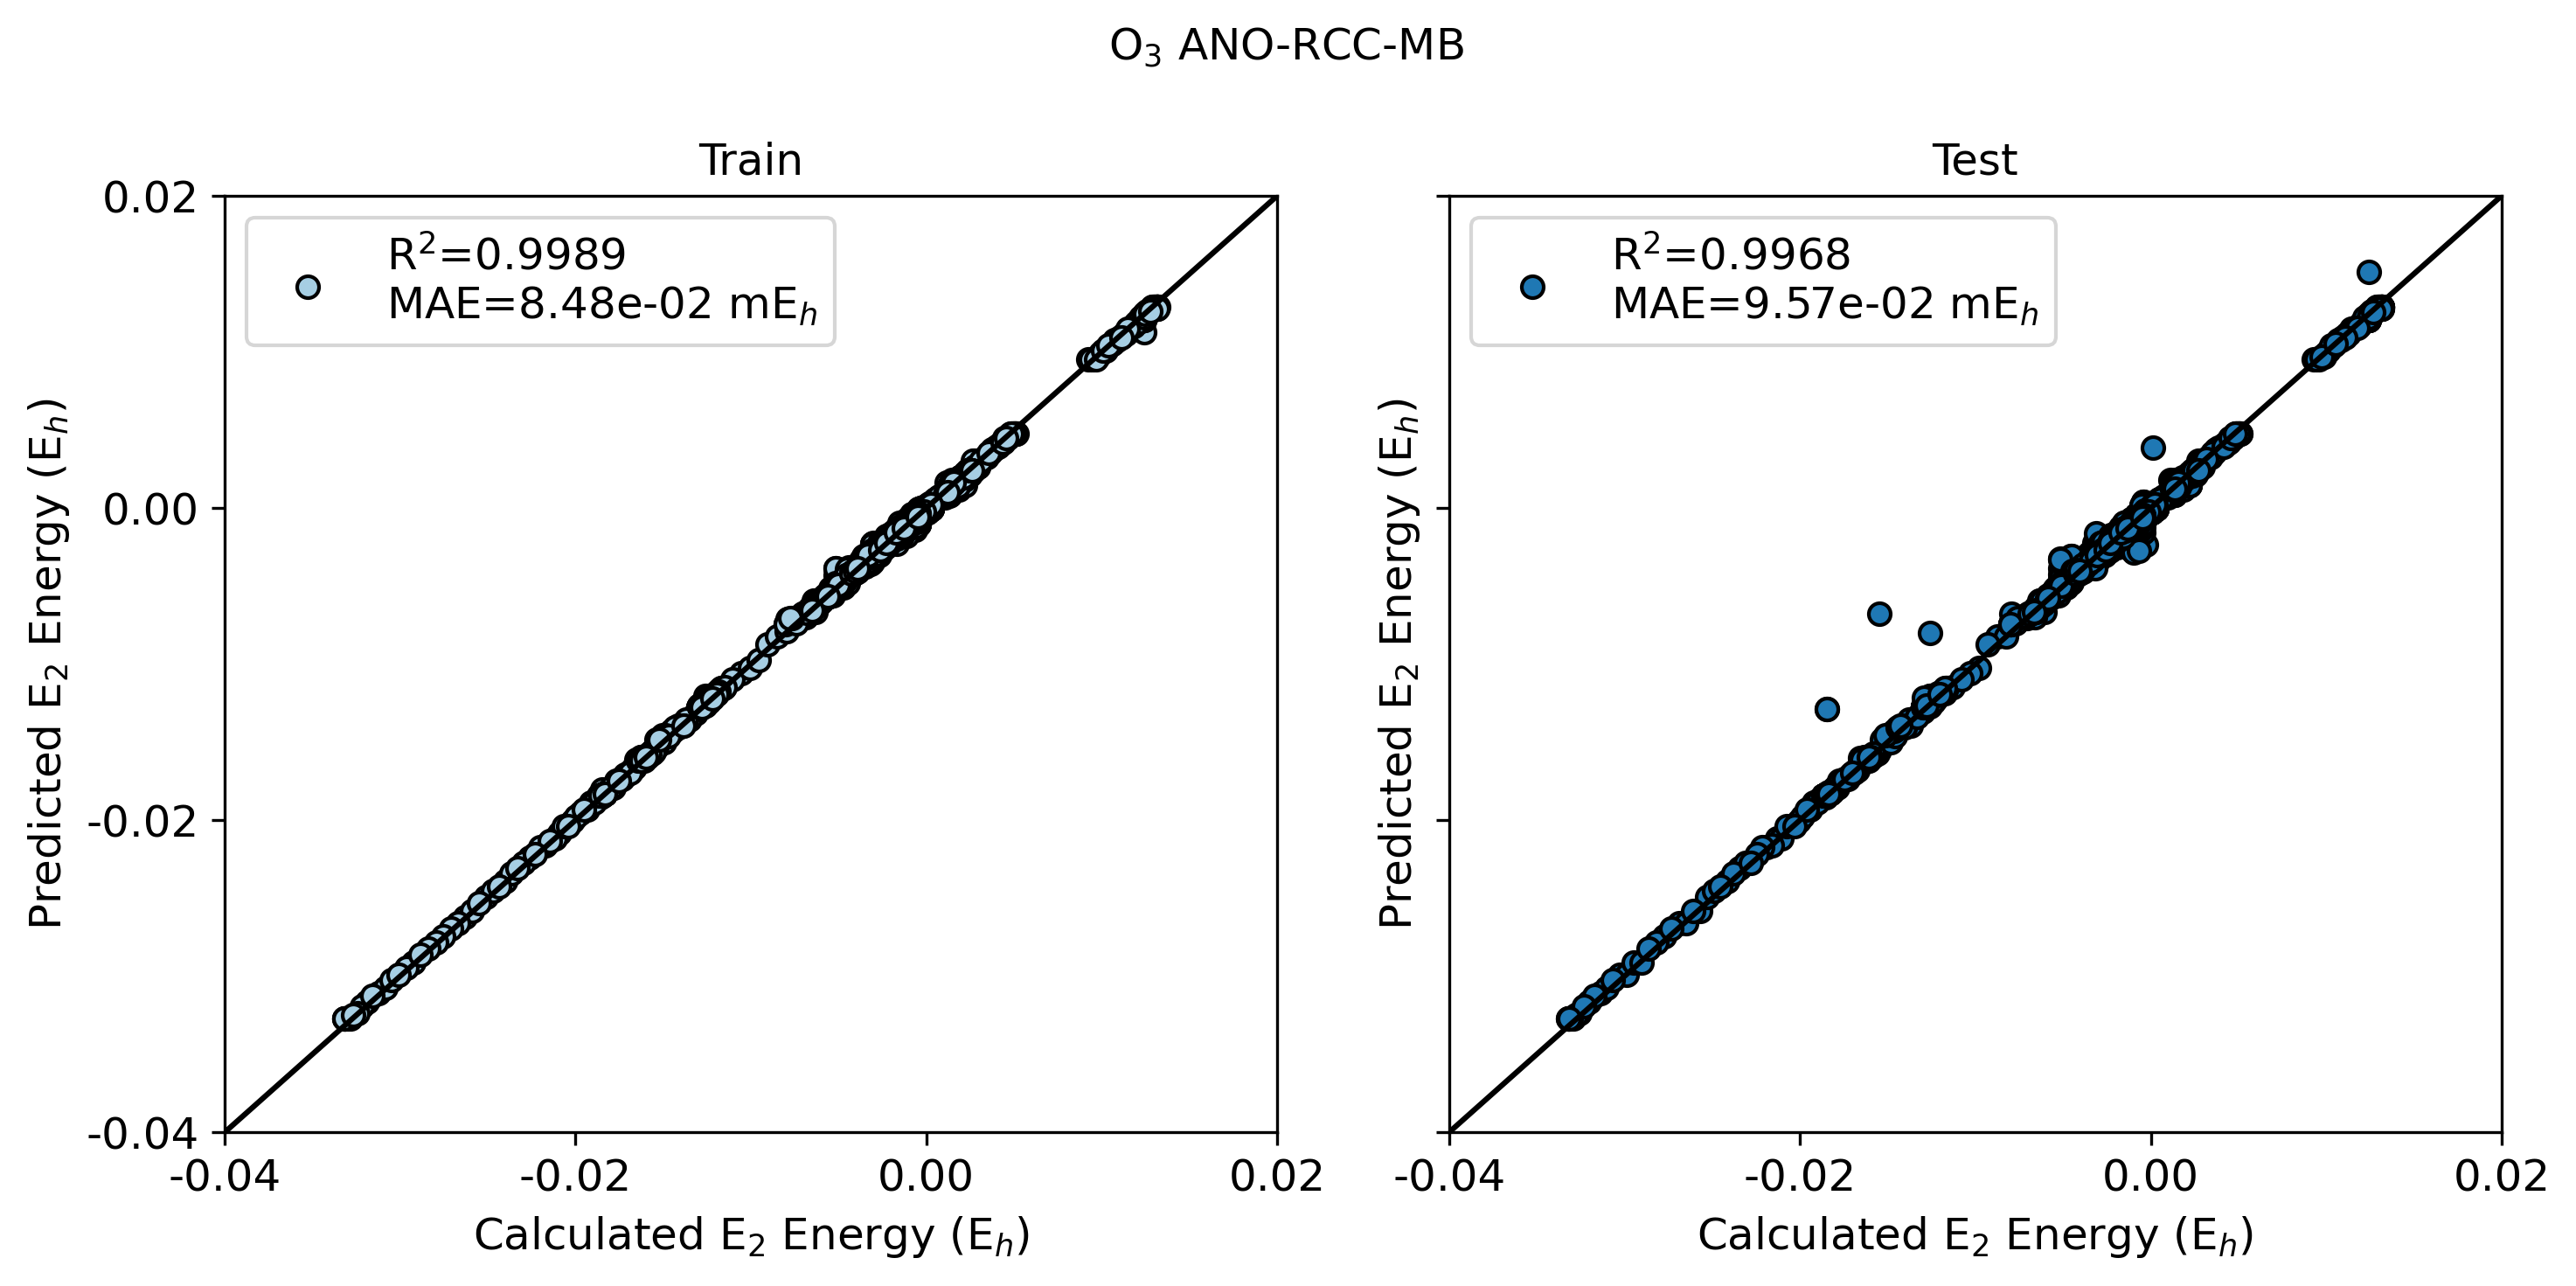 O₃ ANO-RCC-MB
Train
R²=0.9989
MAE=8.48e-02 mEₕ
0.02
0.00
-0.02
-0.04
Predicted E₂ Energy (Eₕ)
-0.04
-0.02
0.00
0.02
Calculated E₂ Energy (Eₕ)
Test
R²=0.9968
MAE=9.57e-02 mEₕ
Predicted E₂ Energy (Eₕ)
-0.04
-0.02
0.00
0.02
Calculated E₂ Energy (Eₕ)